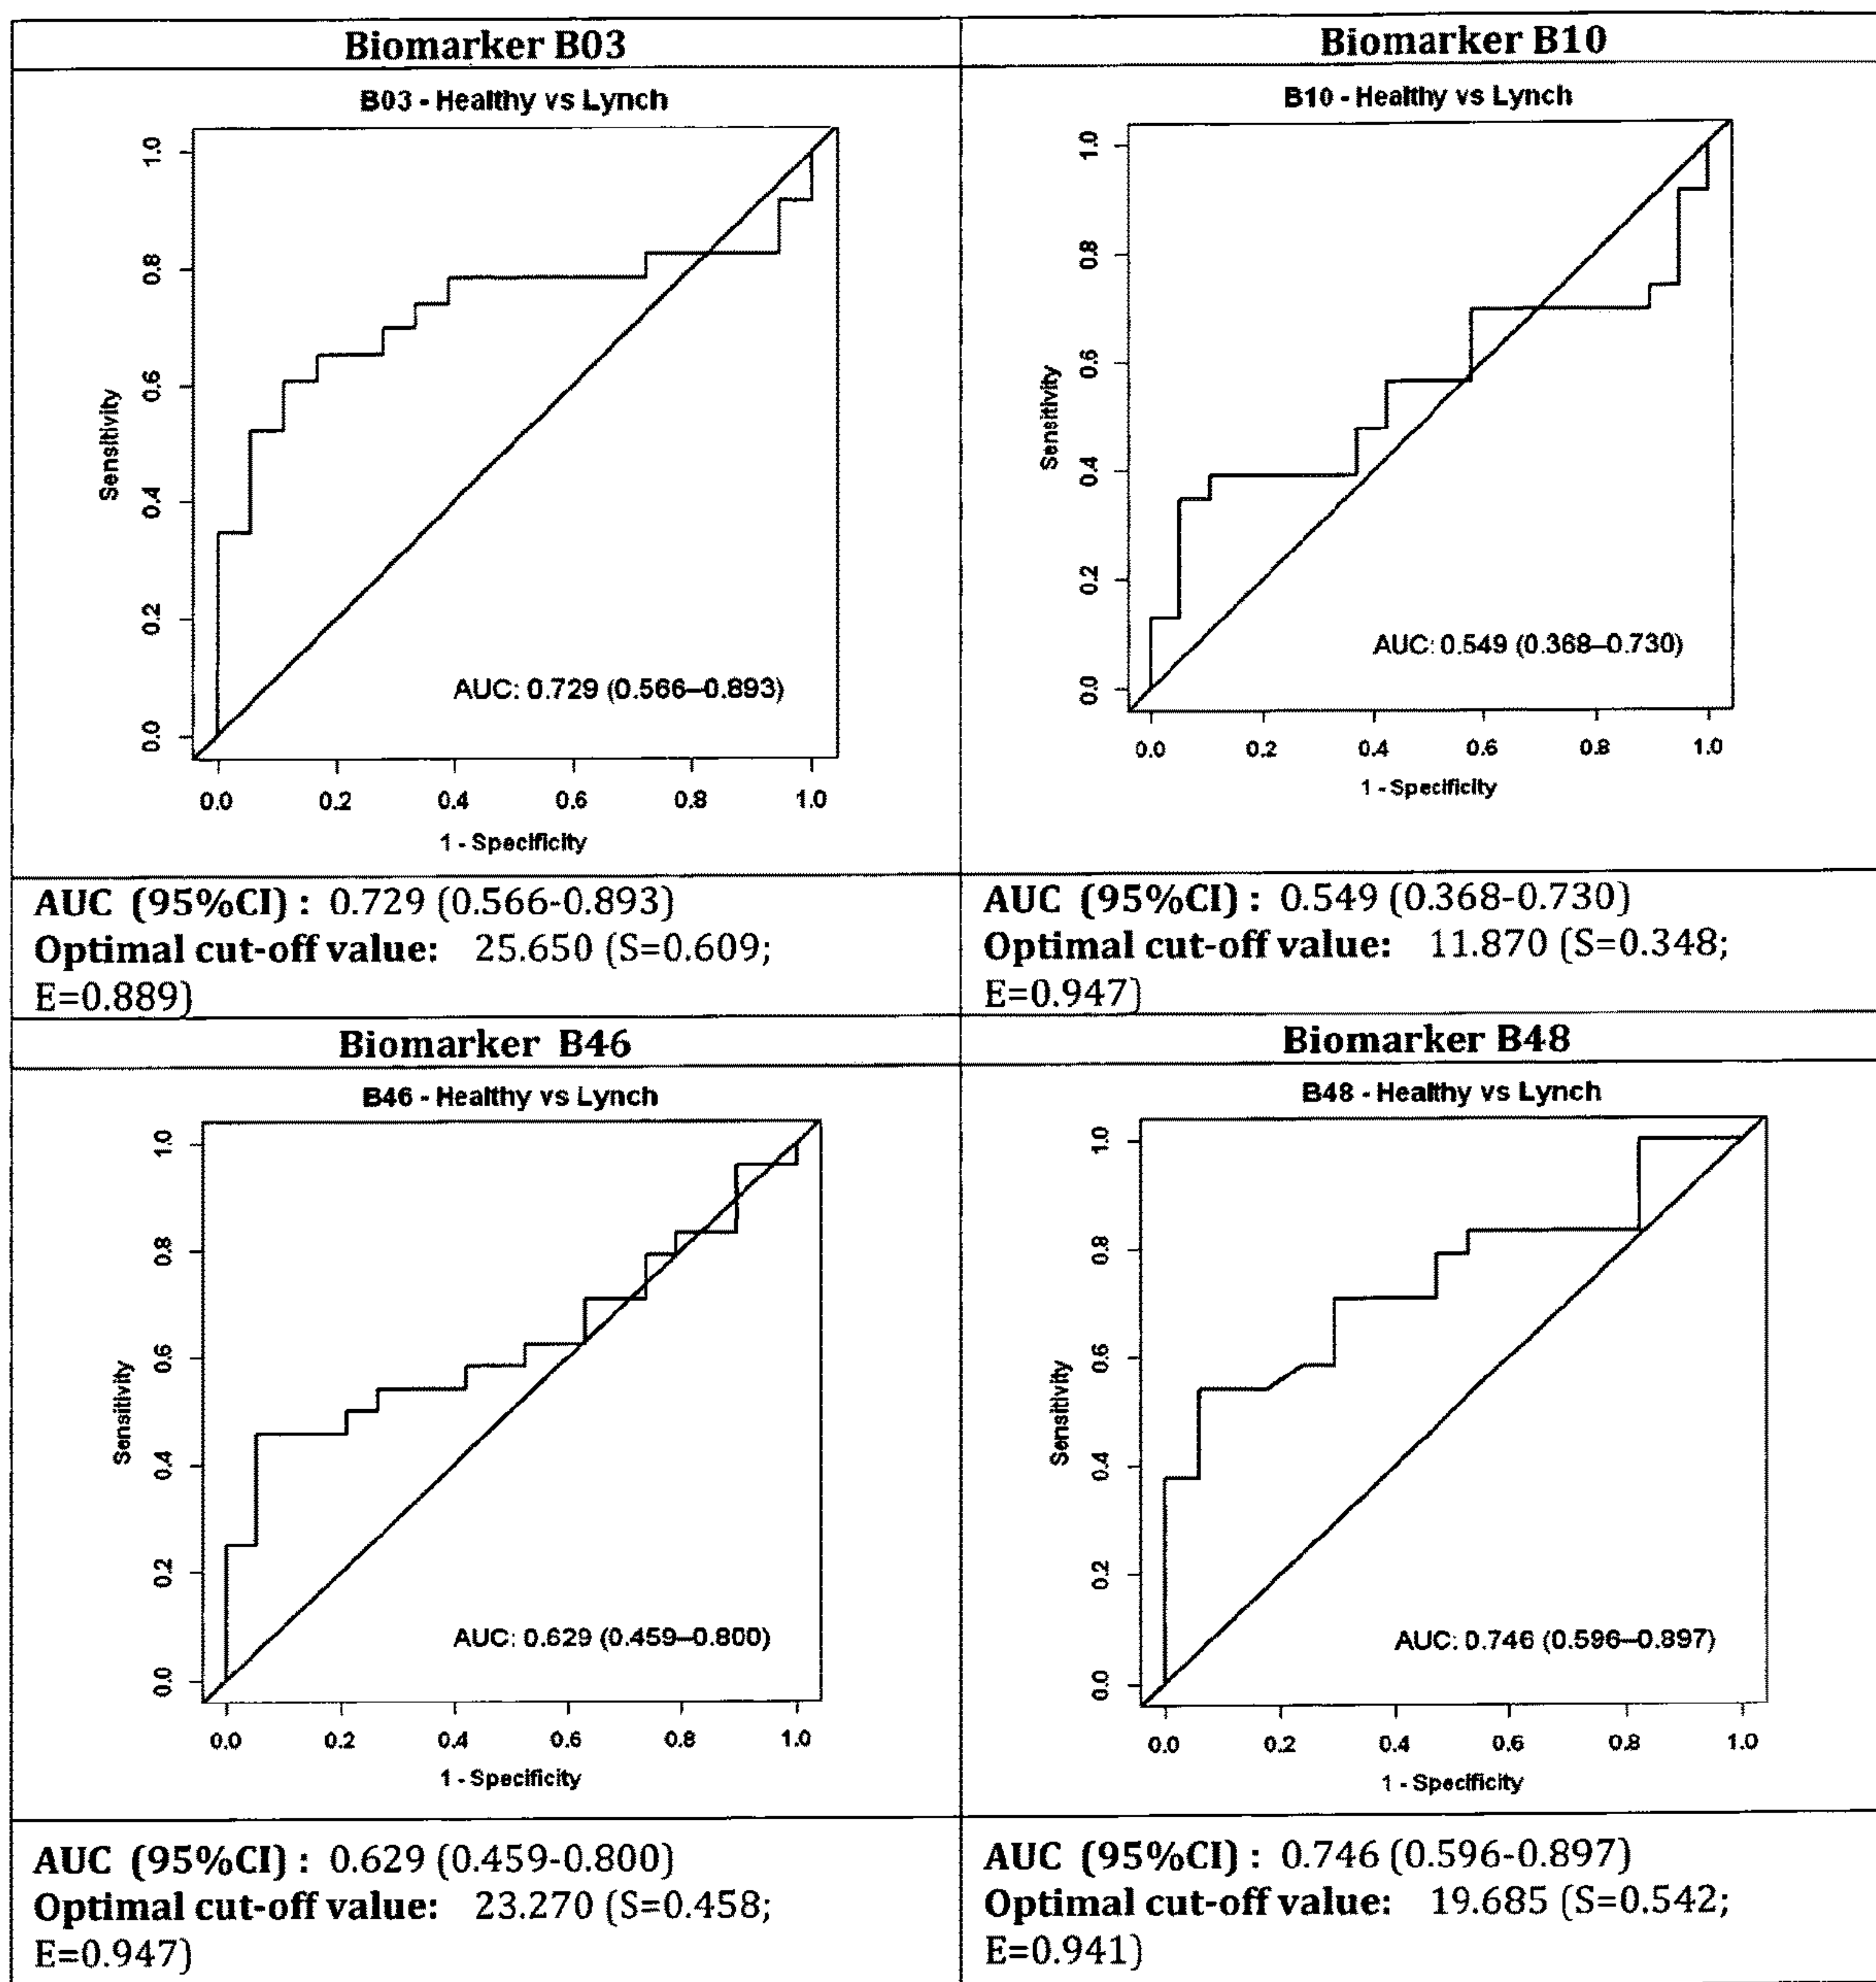 Biomarker B03
B03 - Healthy vs Lynch
1.0
0.8
0.6
0.4
0.2
0.0
Sensitivity
AUC: 0.729 (0.566–0.893)
0.0 0.2 0.4 0.6 0.8 1.0
1 - Specificity
AUC (95%CI) : 0.729 (0.566-0.893)
Optimal cut-off value: 25.650 (S=0.609;
E=0.889)
Biomarker B10
B10 - Healthy vs Lynch
1.0
0.8
0.6
0.4
0.2
0.0
Sensitivity
AUC: 0.549 (0.368–0.730)
0.0 0.2 0.4 0.6 0.8 1.0
1 - Specificity
AUC (95%CI) : 0.549 (0.368-0.730)
Optimal cut-off value: 11.870 (S=0.348;
E=0.947)
Biomarker B46
B46 - Healthy vs Lynch
1.0
0.8
0.6
0.4
0.2
0.0
Sensitivity
AUC: 0.629 (0.459–0.800)
0.0 0.2 0.4 0.6 0.8 1.0
1 - Specificity
AUC (95%CI) : 0.629 (0.459-0.800)
Optimal cut-off value: 23.270 (S=0.458;
E=0.947)
Biomarker B48
B48 - Healthy vs Lynch
1.0
0.8
0.6
0.4
0.2
0.0
Sensitivity
AUC: 0.746 (0.596–0.897)
0.0 0.2 0.4 0.6 0.8 1.0
1 - Specificity
AUC (95%CI) : 0.746 (0.596-0.897)
Optimal cut-off value: 19.685 (S=0.542;
E=0.941)